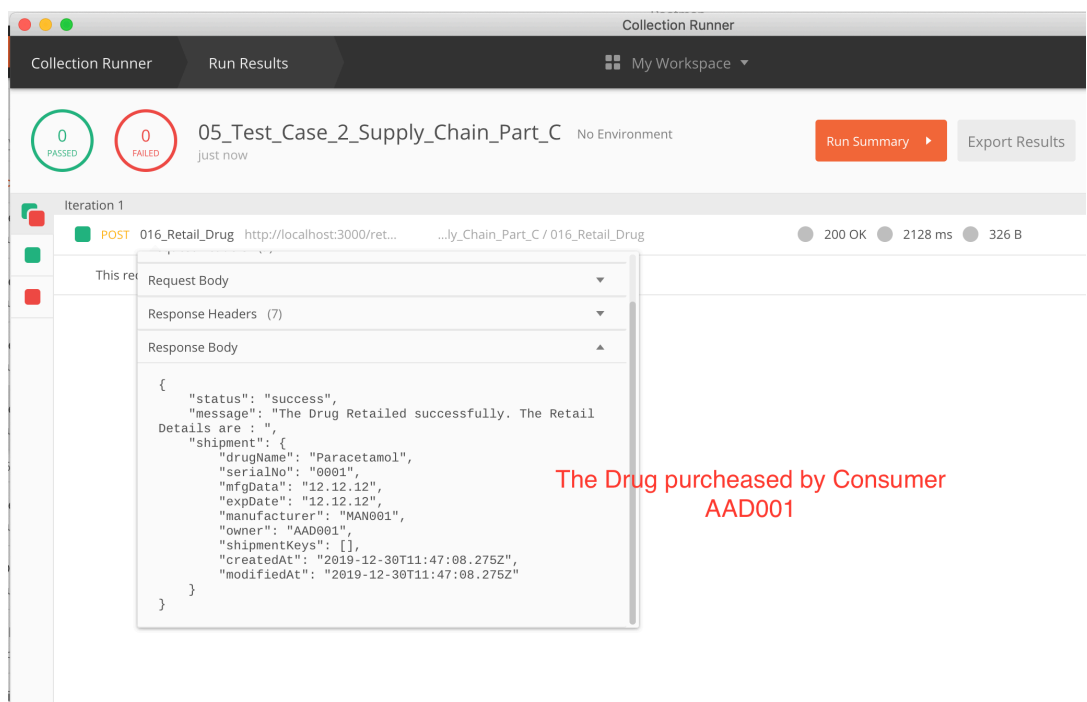 Collection Runner
Collection Runner
Run Results
My Workspace
0
PASSED
0
FAILED
05_Test_Case_2_Supply_Chain_Part_C
No Environment
just now
Run Summary
Export Results
Iteration 1
POST 016_Retail_Drug http://localhost:3000/ret... ...ly_Chain_Part_C / 016_Retail_Drug 200 OK 2128 ms 326 B
This
Request Body
Response Headers (7)
Response Body
{
"status": "success",
"message": "The Drug Retailed successfully. The Retail
Details are : ",
"shipment": {
"drugName": "Paracetamol",
"serialNo": "0001",
"mfgData": "12.12.12",
"expDate": "12.12.12",
"manufacturer": "MAN001",
"owner": "AAD001",
"shipmentKeys": [],
"createdAt": "2019-12-30T11:47:08.275Z",
"modifiedAt": "2019-12-30T11:47:08.275Z"
}
}
The Drug purcheased by Consumer
AAD001